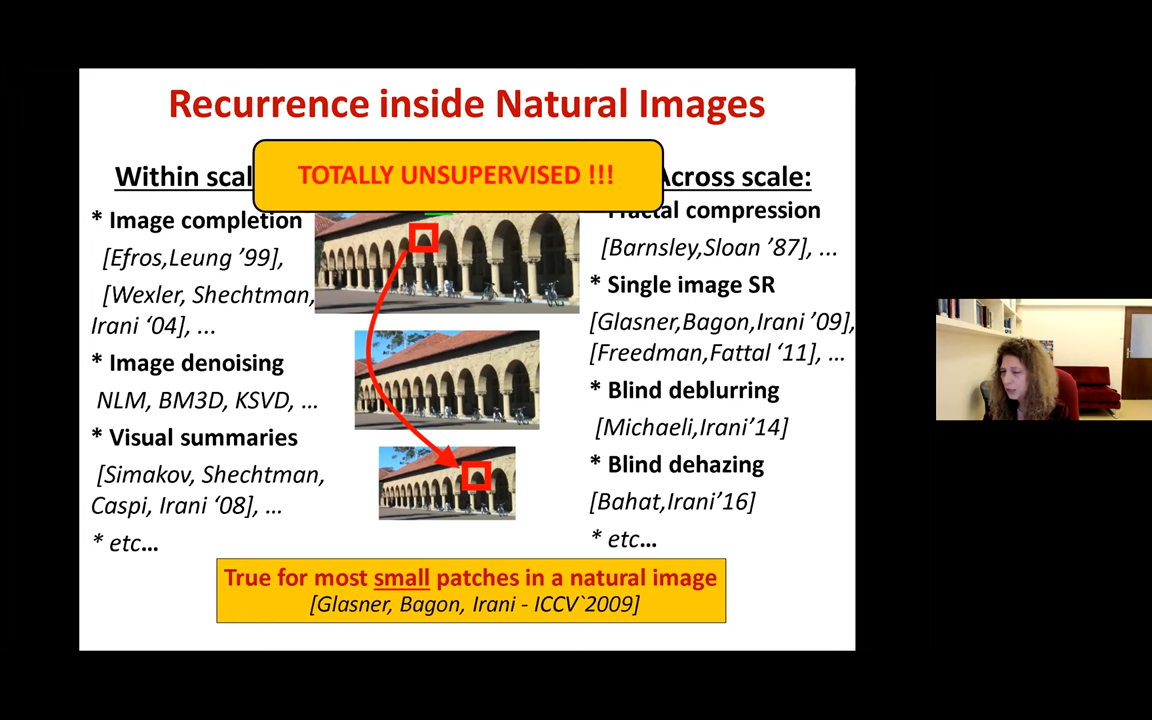 Recurrence inside Natural Images
TOTALLY UNSUPERVISED !!!
Within scal
* Image completion
[Efros,Leung ’99],
[Wexler, Shechtman,
Irani ‘04], ...
* Image denoising
NLM, BM3D, KSVD, …
* Visual summaries
[Simakov, Shechtman,
Caspi, Irani ‘08], …
* etc…
Across scale:
Fractal compression
[Barnsley,Sloan ’87], ...
* Single image SR
[Glasner,Bagon,Irani ’09],
[Freedman,Fattal ‘11], …
* Blind deblurring
[Michaeli,Irani’14]
* Blind dehazing
[Bahat,Irani’16]
* etc…
True for most small patches in a natural image
[Glasner, Bagon, Irani - ICCV`2009]